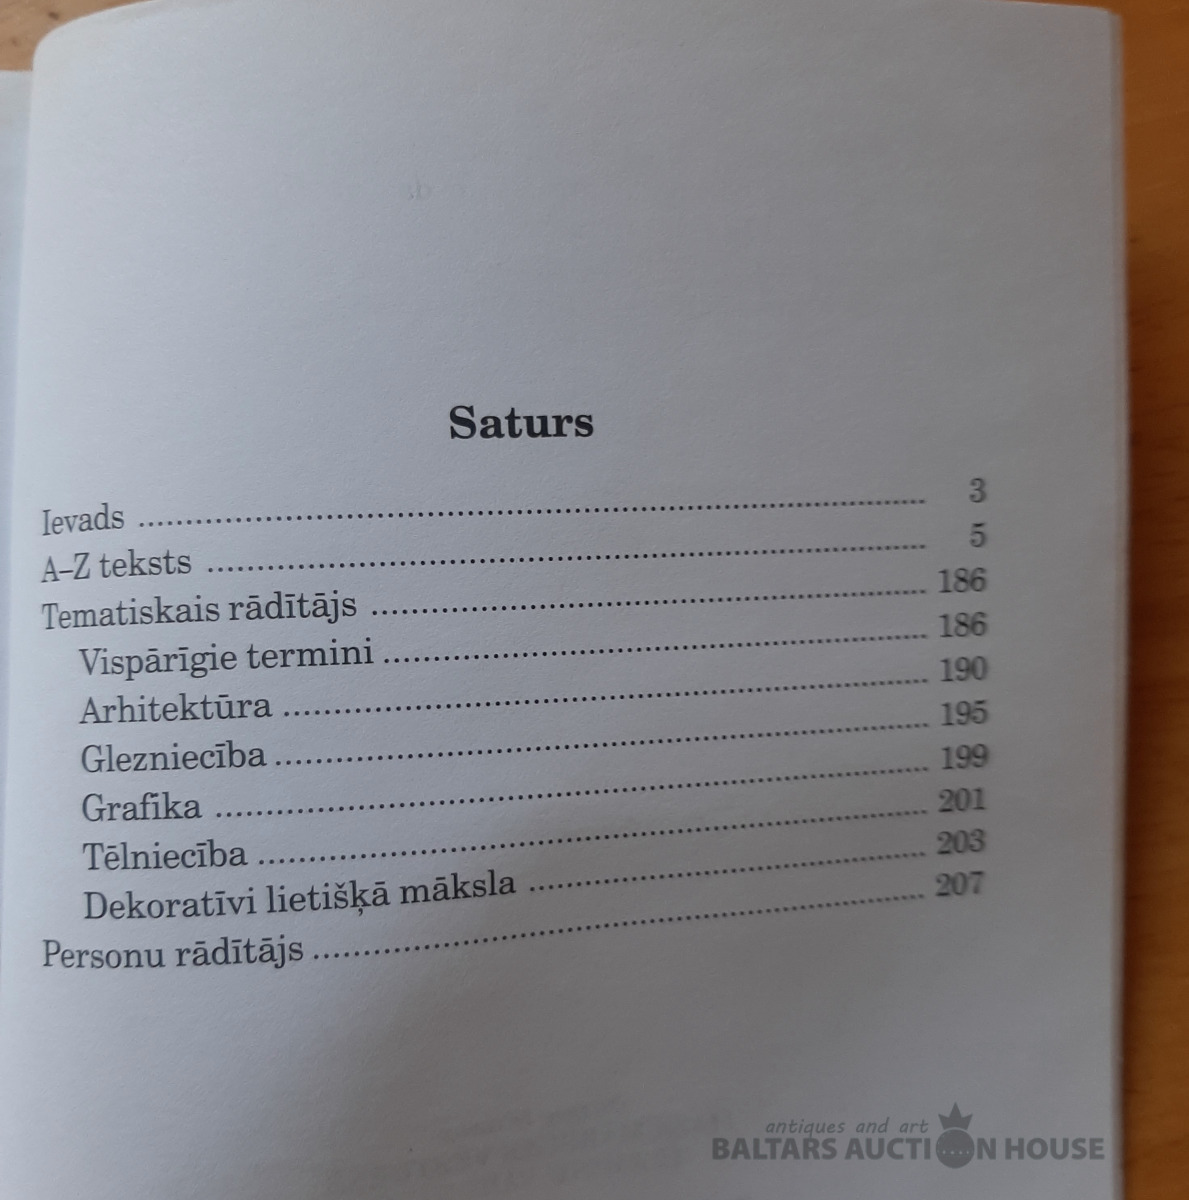 Saturs
Ievads ........ 3
A–Z teksts ........ 5
Tematiskais rādītājs ........ 186
Vispārīgie termini ........ 186
Arhitektūra ........ 190
Glezniecība ........ 195
Grafika ........ 199
Tēlniecība ........ 201
Dekoratīvi lietišķā māksla ........ 203
Personu rādītājs ........ 207
antiques and art
BALTARS AUCTION HOUSE